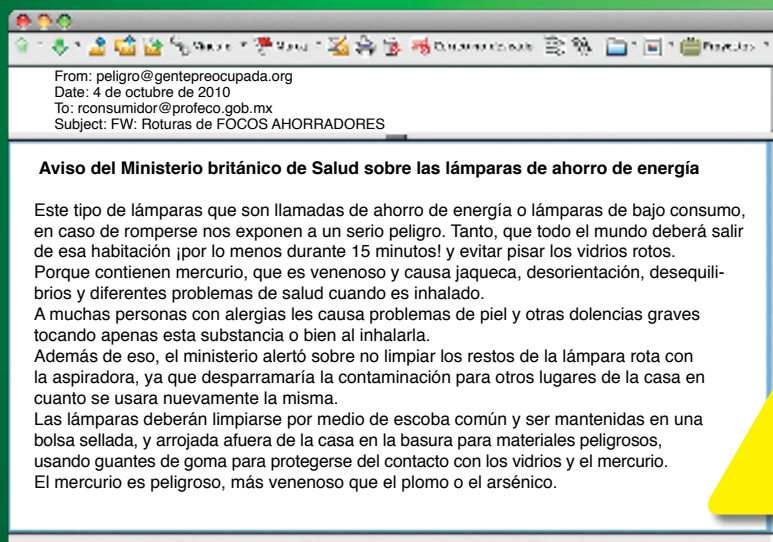 Proyectos
From: peligro@gentepreocupada.org
Date: 4 de octubre de 2010
To: rconsumidor@profeco.gob.mx
Subject: FW: Roturas de FOCOS AHORRADORES
Aviso del Ministerio británico de Salud sobre las lámparas de ahorro de energía
Este tipo de lámparas que son llamadas de ahorro de energía o lámparas de bajo consumo,
en caso de romperse nos exponen a un serio peligro. Tanto, que todo el mundo deberá salir
de esa habitación ¡por lo menos durante 15 minutos! y evitar pisar los vidrios rotos.
Porque contienen mercurio, que es venenoso y causa jaqueca, desorientación, desequili-
brios y diferentes problemas de salud cuando es inhalado.
A muchas personas con alergias les causa problemas de piel y otras dolencias graves
tocando apenas esta substancia o bien al inhalarla.
Además de eso, el ministerio alertó sobre no limpiar los restos de la lámpara rota con
la aspiradora, ya que desparramaría la contaminación para otros lugares de la casa en
cuanto se usara nuevamente la misma.
Las lámparas deberán limpiarse por medio de escoba común y ser mantenidas en una
bolsa sellada, y arrojada afuera de la casa en la basura para materiales peligrosos,
usando guantes de goma para protegerse del contacto con los vidrios y el mercurio.
El mercurio es peligroso, más venenoso que el plomo o el arsénico.